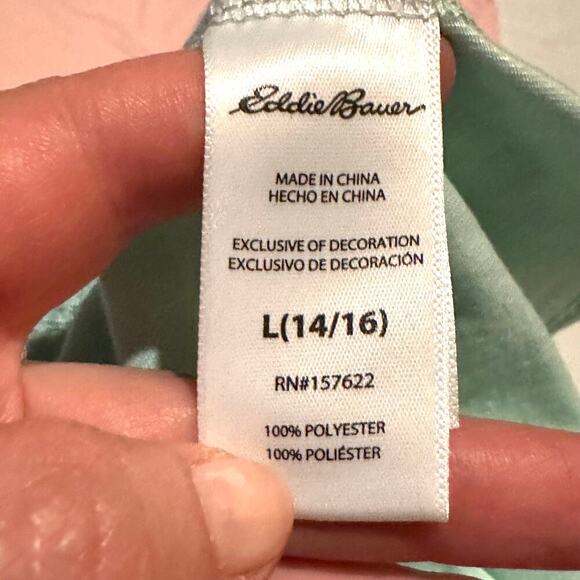 Eddie Bauer
MADE IN CHINA
HECHO EN CHINA
EXCLUSIVE OF DECORATION
EXCLUSIVO DE DECORACIÓN
L(14/16)
RN#157622
100% POLYESTER
100% POLIÉSTER